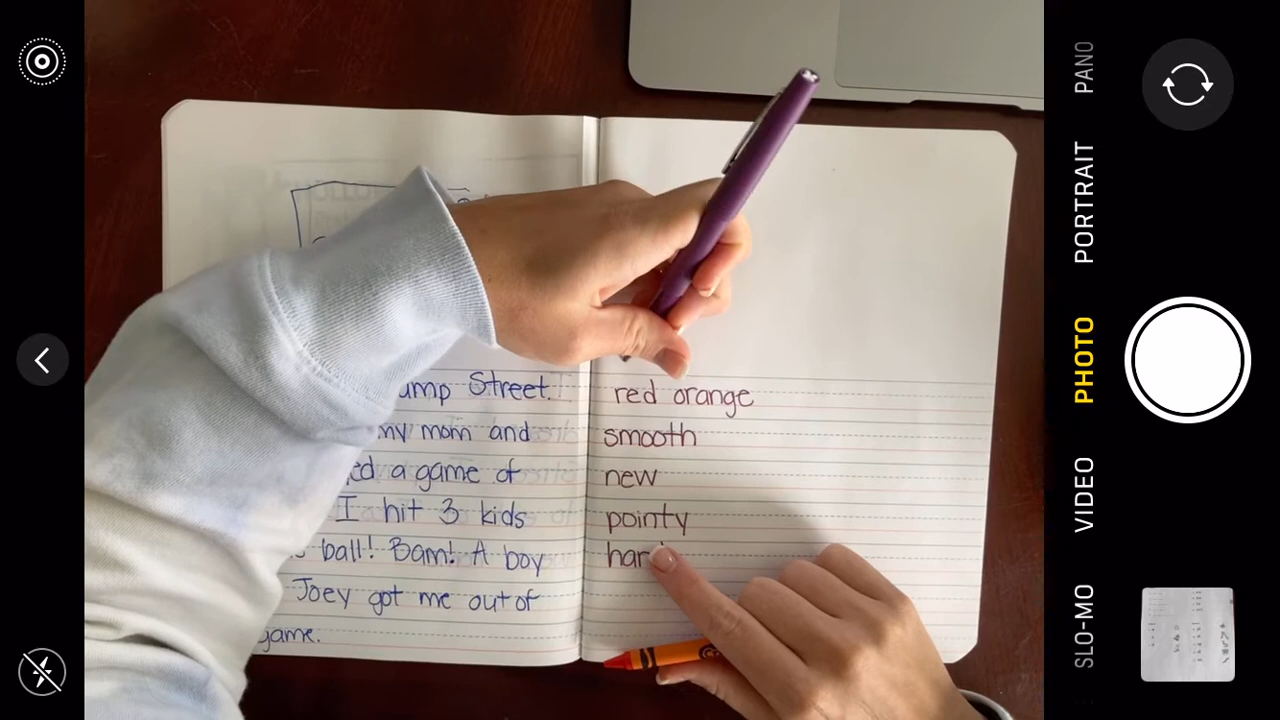 ump Street.
my mom and
ed a game of
I hit 3 kids
ball! Bam! A boy
Joey got me out of
game.
red orange
smooth
new
pointy
PANO
PORTRAIT
PHOTO
VIDEO
SLO-MO